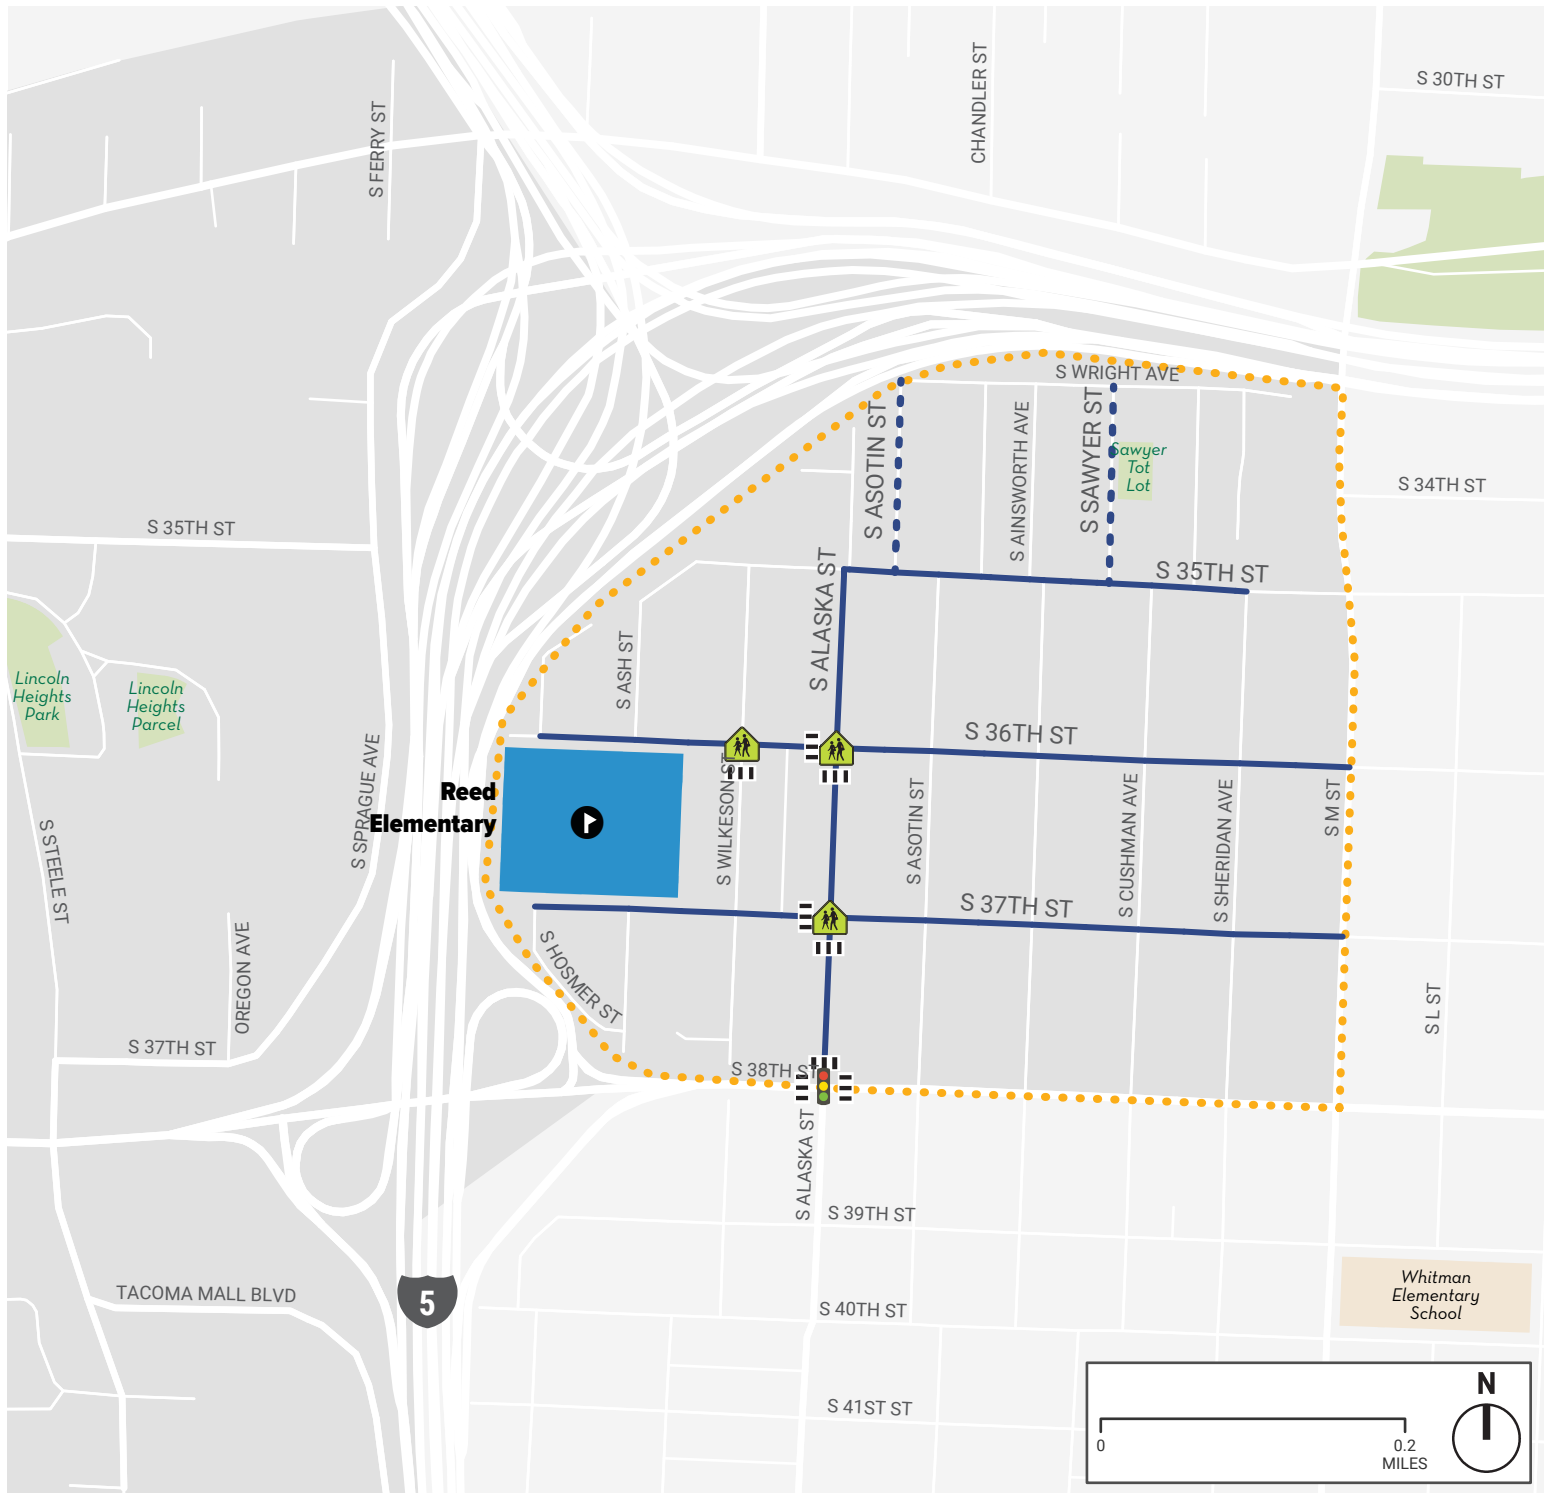 S 30TH ST
CHANDLER ST
S FERRY ST
S WRIGHT AVE
S ASOTIN ST
S AINSWORTH AVE
S SAWYER ST
Sawyer
Tot
Lot
S 34TH ST
S 35TH ST
S 35TH ST
S ALASKA ST
S ASH ST
Lincoln
Heights
Park
Lincoln
Heights
Parcel
S 36TH ST
S SPRAGUE AVE
Reed
Elementary
S WILKESON ST
S ASOTIN ST
S CUSHMAN AVE
S SHERIDAN AVE
S M ST
S STEELE ST
S 37TH ST
OREGON AVE
S HOSMER ST
S L ST
S 37TH ST
S 38TH ST
S ALASKA ST
S 39TH ST
TACOMA MALL BLVD
5
S 40TH ST
Whitman
Elementary
School
S 41ST ST
N
0
0.2
MILES